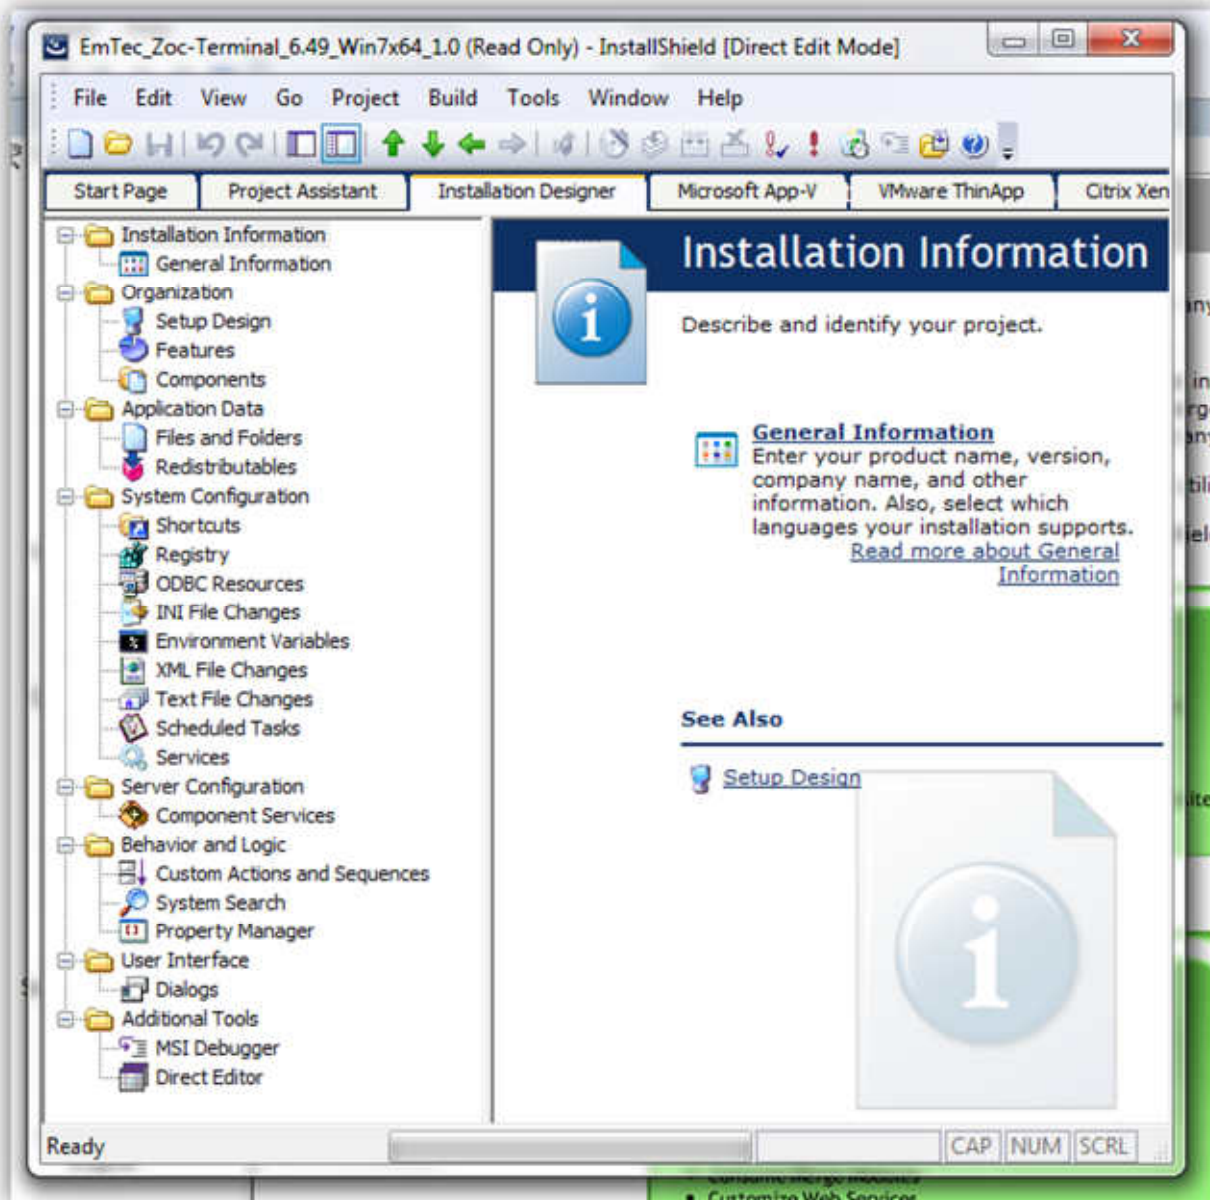 EmTec_Zoc-Terminal_6.49_Win7x64_1.0 (Read Only) - InstallShield [Direct Edit Mode]
File Edit View Go Project Build Tools Window Help
Start Page Project Assistant Installation Designer Microsoft App-V VMware ThinApp Citrix Xen
Installation Information
General Information
Organization
Setup Design
Features
Components
Application Data
Files and Folders
Redistributables
System Configuration
Shortcuts
Registry
ODBC Resources
INI File Changes
Environment Variables
XML File Changes
Text File Changes
Scheduled Tasks
Services
Server Configuration
Component Services
Behavior and Logic
Custom Actions and Sequences
System Search
Property Manager
User Interface
Dialogs
Additional Tools
MSI Debugger
Direct Editor
Installation Information
Describe and identify your project.
General Information
Enter your product name, version,
company name, and other
information. Also, select which
languages your installation supports.
Read more about General
Information
See Also
Setup Design
Ready
CAP NUM SCRL
Consume Merge Modules
Customize Web Services